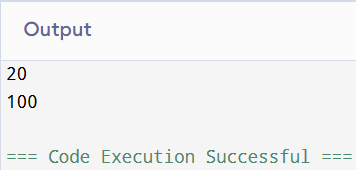 Output
20
100
=== Code Execution Successful ===